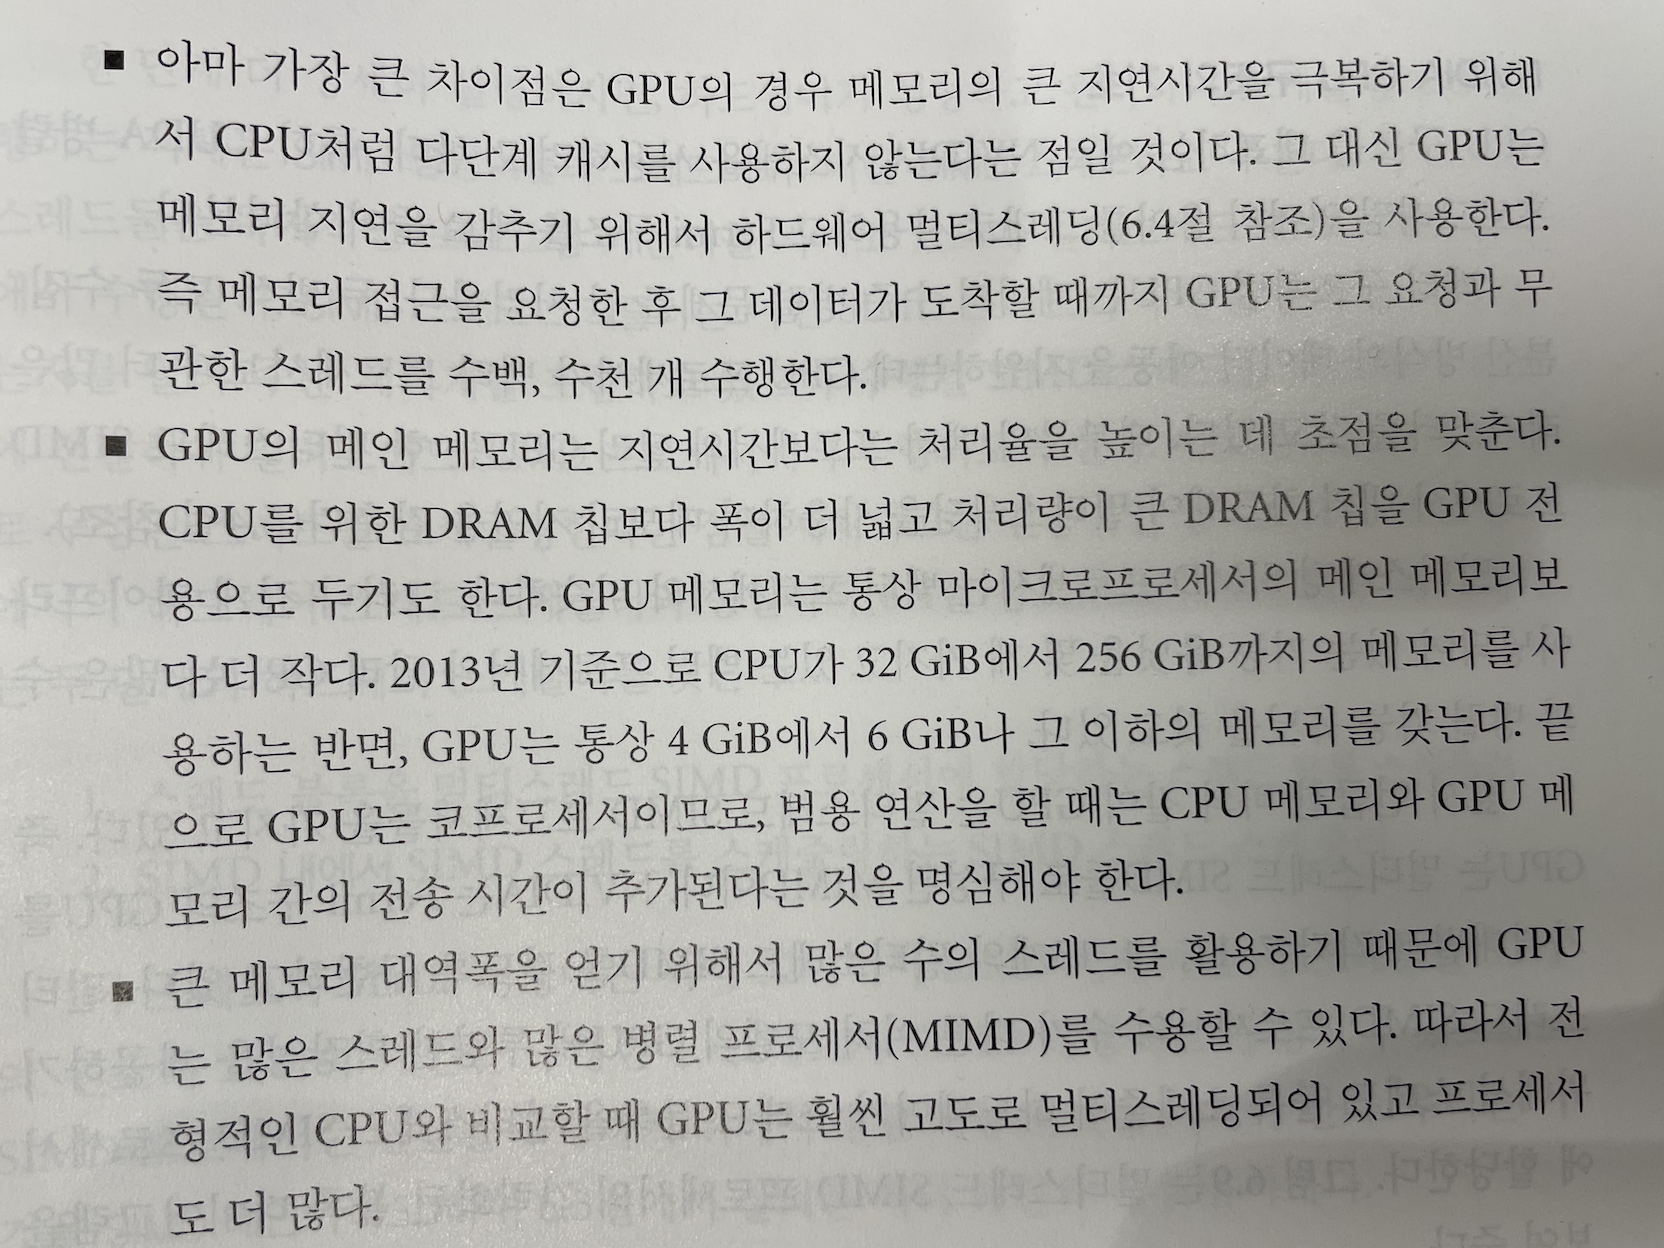 ■ 아마 가장 큰 차이점은 GPU의 경우 메모리의 큰 지연시간을 극복하기 위해
서 CPU처럼 다단계 캐시를 사용하지 않는다는 점일 것이다. 그 대신 GPU는
메모리 지연을 감추기 위해서 하드웨어 멀티스레딩(6.4절 참조)을 사용한다.
즉 메모리 접근을 요청한 후 그 데이터가 도착할 때까지 GPU는 그 요청과 무
관한 스레드를 수백, 수천 개 수행한다.
■ GPU의 메인 메모리는 지연시간보다는 처리율을 높이는 데 초점을 맞춘다.
CPU를 위한 DRAM 칩보다 폭이 더 넓고 처리량이 큰 DRAM 칩을 GPU 전
용으로 두기도 한다. GPU 메모리는 통상 마이크로프로세서의 메인 메모리보
다 더 작다. 2013년 기준으로 CPU가 32 GiB에서 256 GiB까지의 메모리를 사
용하는 반면, GPU는 통상 4 GiB에서 6 GiB나 그 이하의 메모리를 갖는다. 끝
으로 GPU는 코프로세서이므로, 범용 연산을 할 때는 CPU 메모리와 GPU 메
모리 간의 전송 시간이 추가된다는 것을 명심해야 한다.
■ 큰 메모리 대역폭을 얻기 위해서 많은 수의 스레드를 활용하기 때문에 GPU
는 많은 스레드와 많은 병렬 프로세서(MIMD)를 수용할 수 있다. 따라서 전
형적인 CPU와 비교할 때 GPU는 훨씬 고도로 멀티스레딩되어 있고 프로세서
도 더 많다.